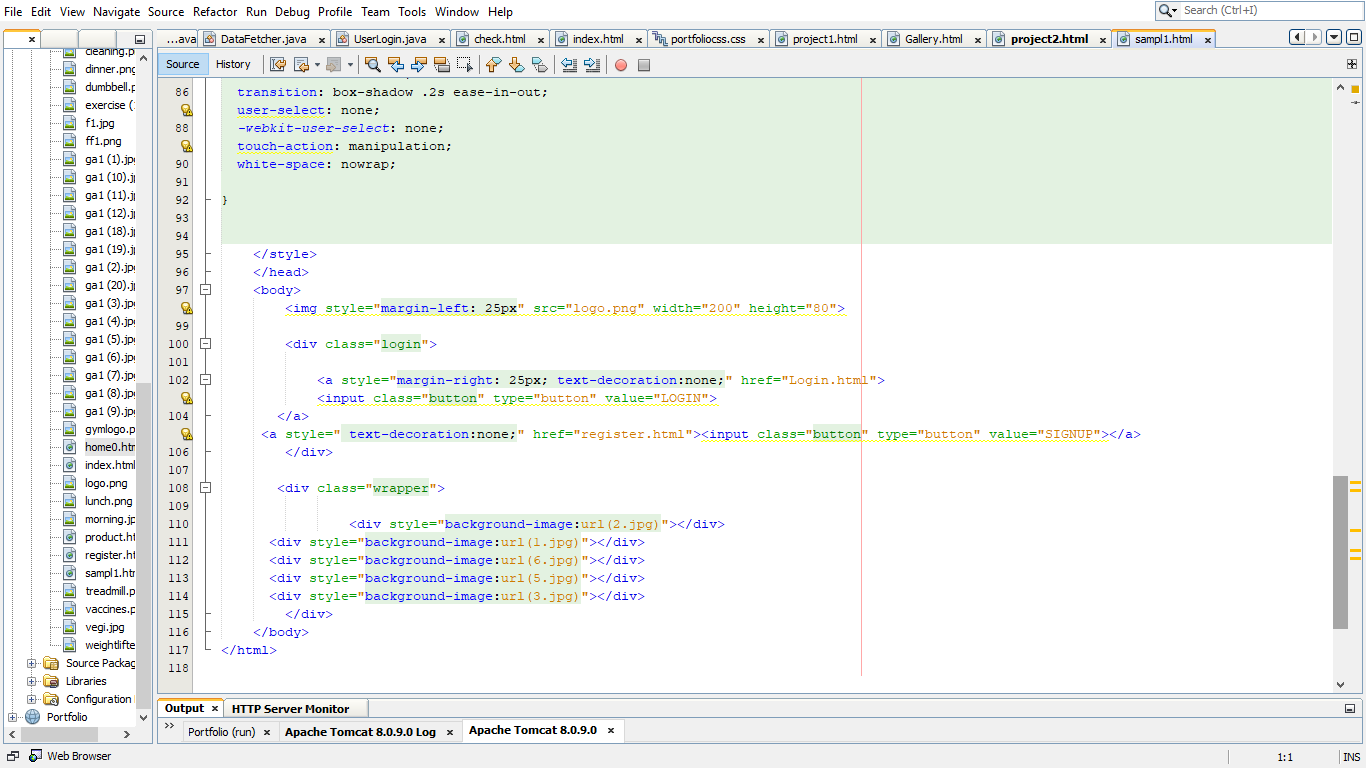 File Edit View Navigate Source Refactor Run Debug Profile Team Tools Window Help
Search (Ctrl+I)
...ava DataFetcher.java UserLogin.java check.html index.html portfoliocss.css project1.html Gallery.html project2.html sampl1.html
Source History
cleaning.p
dinner.png
dumbbell.p
exercise (
f1.jpg
ff1.png
ga1 (1).jpg
ga1 (10).jp
ga1 (11).jp
ga1 (12).j
ga1 (18).j
ga1 (19).j
ga1 (2).jpg
ga1 (20).j
ga1 (3).jpg
ga1 (4).jpg
ga1 (5).jpg
ga1 (6).jpg
ga1 (7).jpg
ga1 (8).jpg
ga1 (9).jpg
gymlogo.p
home0.htm
index.html
logo.png
lunch.png
morning.jp
product.ht
register.ht
sampl1.htm
treadmill.p
vaccines.p
vegi.jpg
weightlifte
Source Packag
Libraries
Configuration
Portfolio
86 transition: box-shadow .2s ease-in-out;
user-select: none;
88 -webkit-user-select: none;
touch-action: manipulation;
90 white-space: nowrap;
91
92 }
93
94
95 </style>
96 </head>
97 <body>
<img style="margin-left: 25px" src="logo.png" width="200" height="80">
99
100 <div class="login">
101
102 <a style="margin-right: 25px; text-decoration:none;" href="Login.html">
<input class="button" type="button" value="LOGIN">
104 </a>
<a style=" text-decoration:none;" href="register.html"><input class="button" type="button" value="SIGNUP"></a>
106 </div>
107
108 <div class="wrapper">
109
110 <div style="background-image:url(2.jpg)"></div>
111 <div style="background-image:url(1.jpg)"></div>
112 <div style="background-image:url(6.jpg)"></div>
113 <div style="background-image:url(5.jpg)"></div>
114 <div style="background-image:url(3.jpg)"></div>
115 </div>
116 </body>
117 </html>
118
Output HTTP Server Monitor
Portfolio (run) Apache Tomcat 8.0.9.0 Log Apache Tomcat 8.0.9.0
Web Browser 1:1 INS